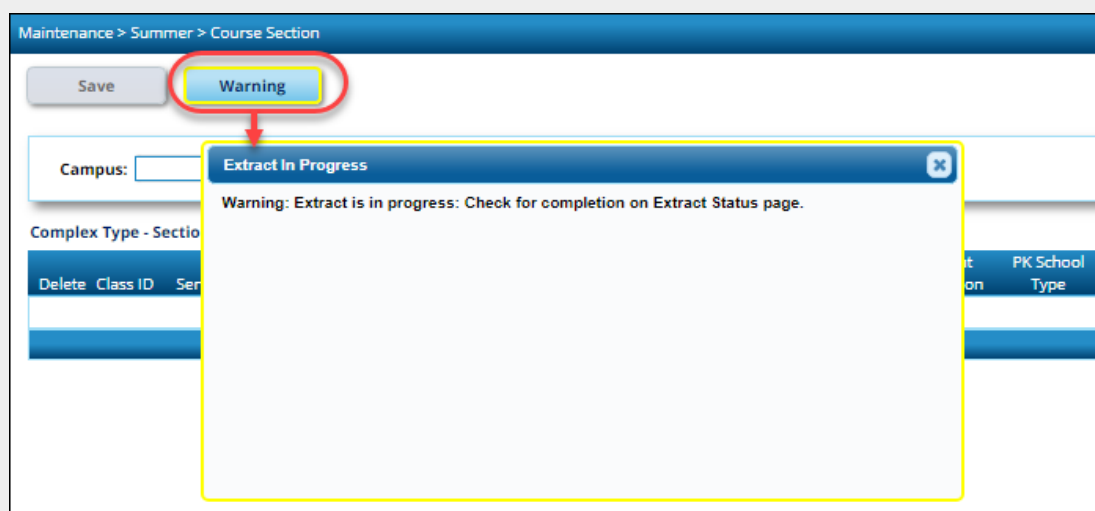 Maintenance > Summer > Course Section
Save
Warning
Campus:
Extract In Progress
Warning: Extract is in progress: Check for completion on Extract Status page.
Complex Type - Sectio
Delete Class ID Ser
PK School
Type